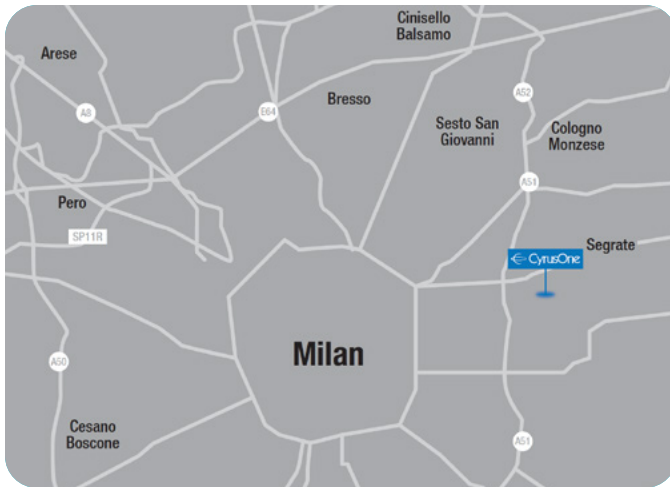 Cinisello
Balsamo
Arese
A52
Bresso
A8
E64
Sesto San
Giovanni
Cologno
Monzese
A51
Pero
SP11R
Segrate
CyrusOne
Milan
A50
Cesano
Boscone
A51